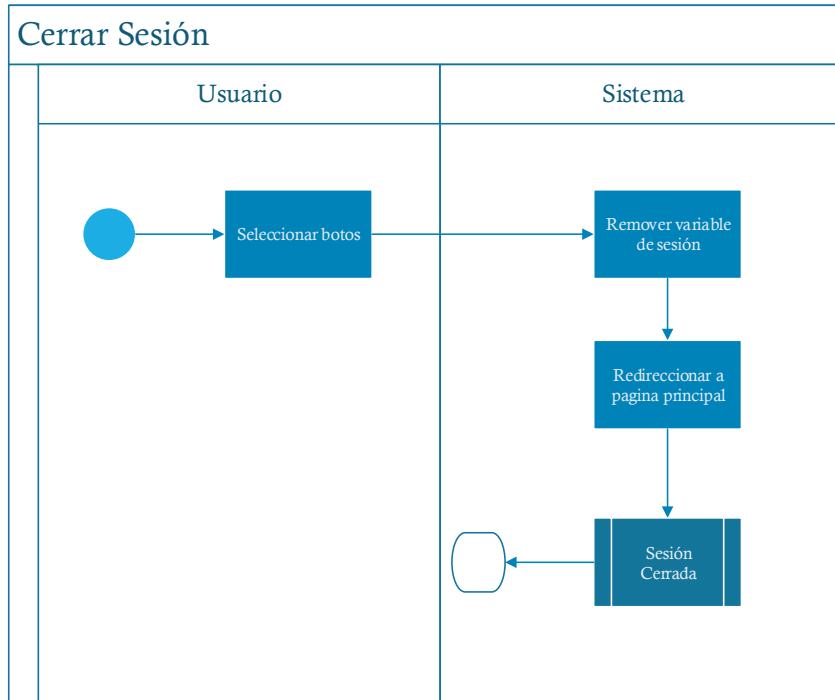 Cerrar Sesión
Usuario
Sistema
Seleccionar botos
Remover variable
de sesión
Redireccionar a
pagina principal
Sesión
Cerrada